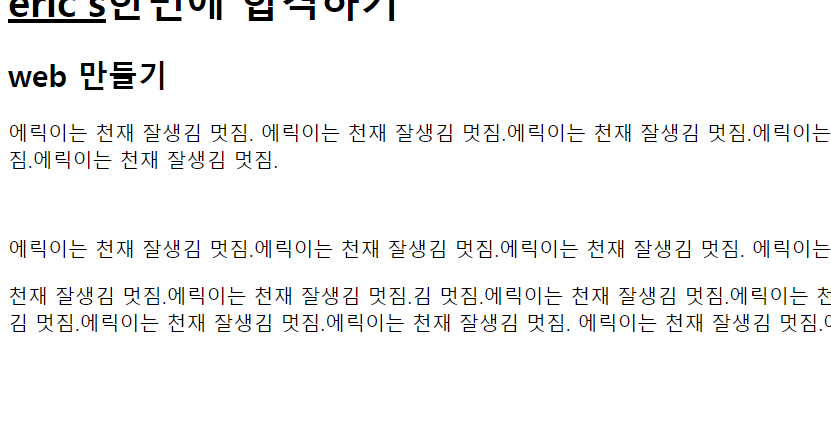 eric s한번에 합격하기
web 만들기
에릭이는 천재 잘생김 멋짐. 에릭이는 천재 잘생김 멋짐.에릭이는 천재 잘생김 멋짐.에릭이는
짐.에릭이는 천재 잘생김 멋짐.
에릭이는 천재 잘생김 멋짐.에릭이는 천재 잘생김 멋짐.에릭이는 천재 잘생김 멋짐. 에릭이는
천재 잘생김 멋짐.에릭이는 천재 잘생김 멋짐.김 멋짐.에릭이는 천재 잘생김 멋짐.에릭이는
김 멋짐.에릭이는 천재 잘생김 멋짐.에릭이는 천재 잘생김 멋짐. 에릭이는 천재 잘생김 멋짐.